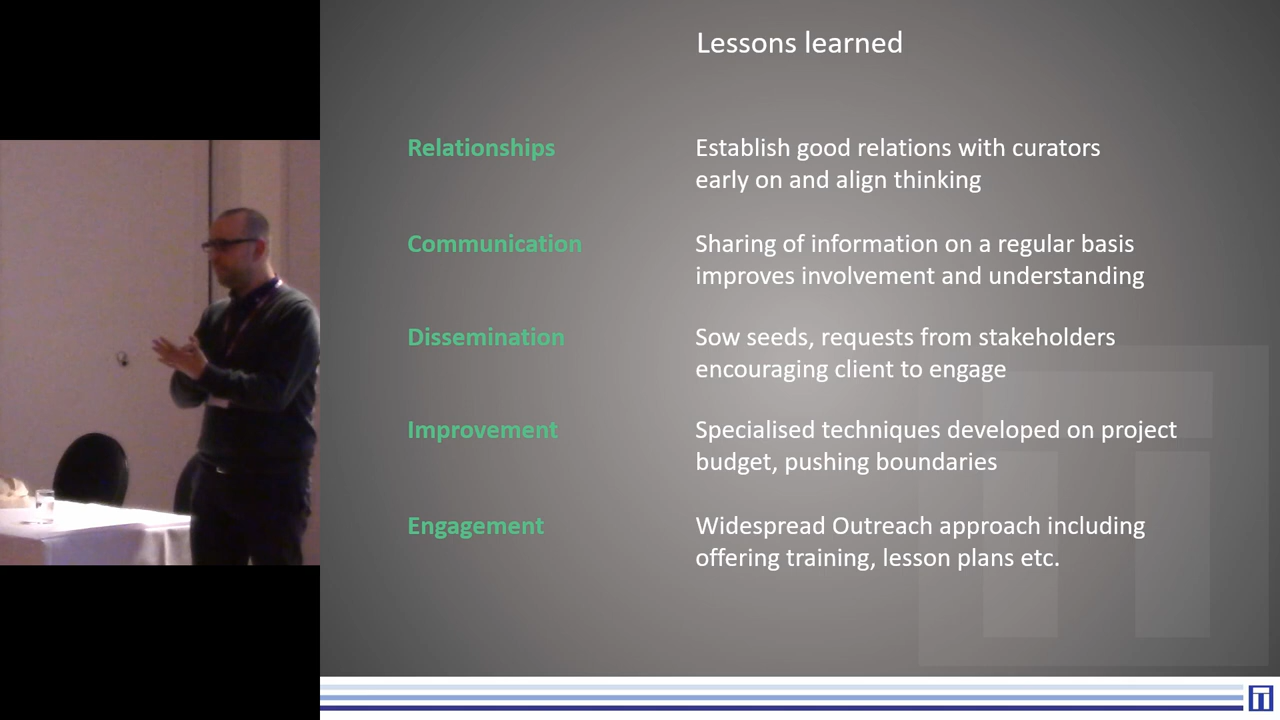 Lessons learned
Relationships
Establish good relations with curators
early on and align thinking
Communication
Sharing of information on a regular basis
improves involvement and understanding
Dissemination
Sow seeds, requests from stakeholders
encouraging client to engage
Improvement
Specialised techniques developed on project
budget, pushing boundaries
Engagement
Widespread Outreach approach including
offering training, lesson plans etc.